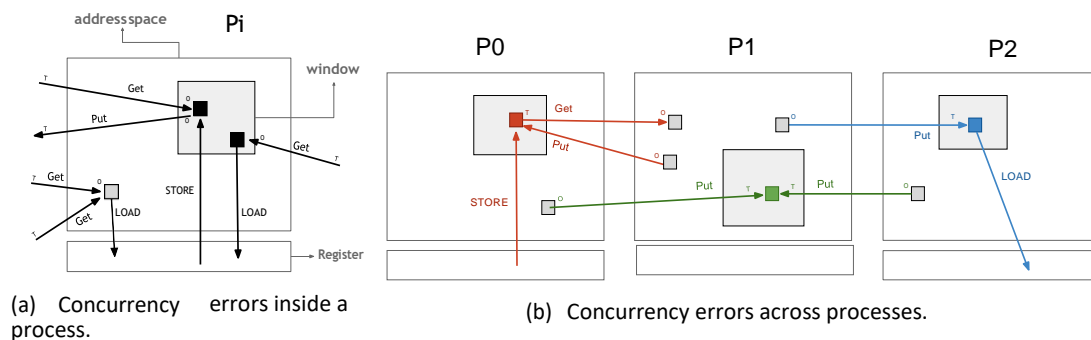 addressspace
Pi
window
T
Get
O
O
Put
T
O
Get
T
T
Get
O
Get
T
LOAD
STORE
LOAD
Register
(a) Concurrency errors inside a
process.
P0
P1
P2
T
Get
O
Put
O
STORE
O
Put
T
T
Put
O
O
Put
T
LOAD
(b) Concurrency errors across processes.